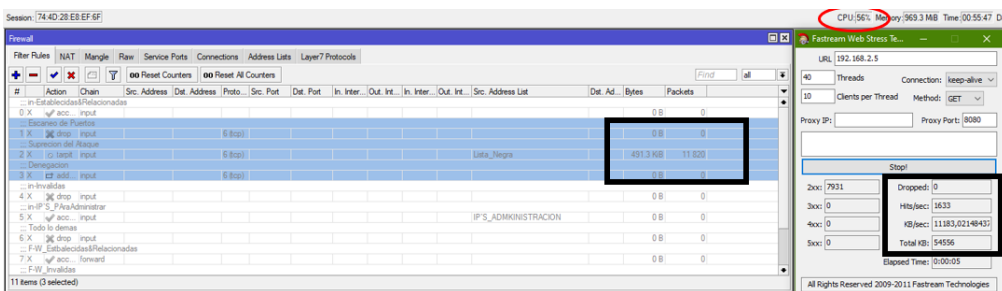 Session: 74:4D:28:E8:EF:6F
CPU: 56% Memory: 969.3 MiB Time: 00:55:47 D
Firewall
Filter Rules NAT Mangle Raw Service Ports Connections Address Lists Layer7 Protocols
00 Reset Counters 00 Reset All Counters Find all
# Action Chain Src. Address Dst. Address Proto... Src. Port Dst. Port In. Inter... Out. Int... In. Inter... Out. Int... Src. Address List Dst. Ad... Bytes Packets
::: in-Establecidas&Relacionadas
0 X acc... input 0 B 0
::: Escaneo de Puertos
1 X drop input 6 (tcp) 0 B 0
::: Supresion del Ataque
2 X tarpit input 6 (tcp) Lista_Negra 491.3 KiB 11 820
::: Denegacion
3 X add... input 6 (tcp) 0 B 0
::: in-Invalidas
4 X drop input 0 B 0
::: in-IP'S_PAraAdministrar
5 X acc... input IP'S_ADMKINISTRACION 0 B 0
::: Todo lo demas
6 X drop input 0 B 0
::: F-W_Estbalecidas&Relacionadas
7 X acc... forward 0 B 0
::: F-W_Invalidas
11 items (3 selected)
Fastream Web Stress Te...
URL 192.168.2.5
40 Threads Connection: keep-alive
10 Clients per Thread Method: GET
Proxy IP: Proxy Port: 8080
Stop!
2xx: 7931 Dropped: 0
3xx: 0 Hits/sec: 1633
4xx: 0 KB/sec: 11183,02148437
5xx: 0 Total KB: 54556
Elapsed Time: 0:00:05
All Rights Reserved 2009-2011 Fastream Technologies